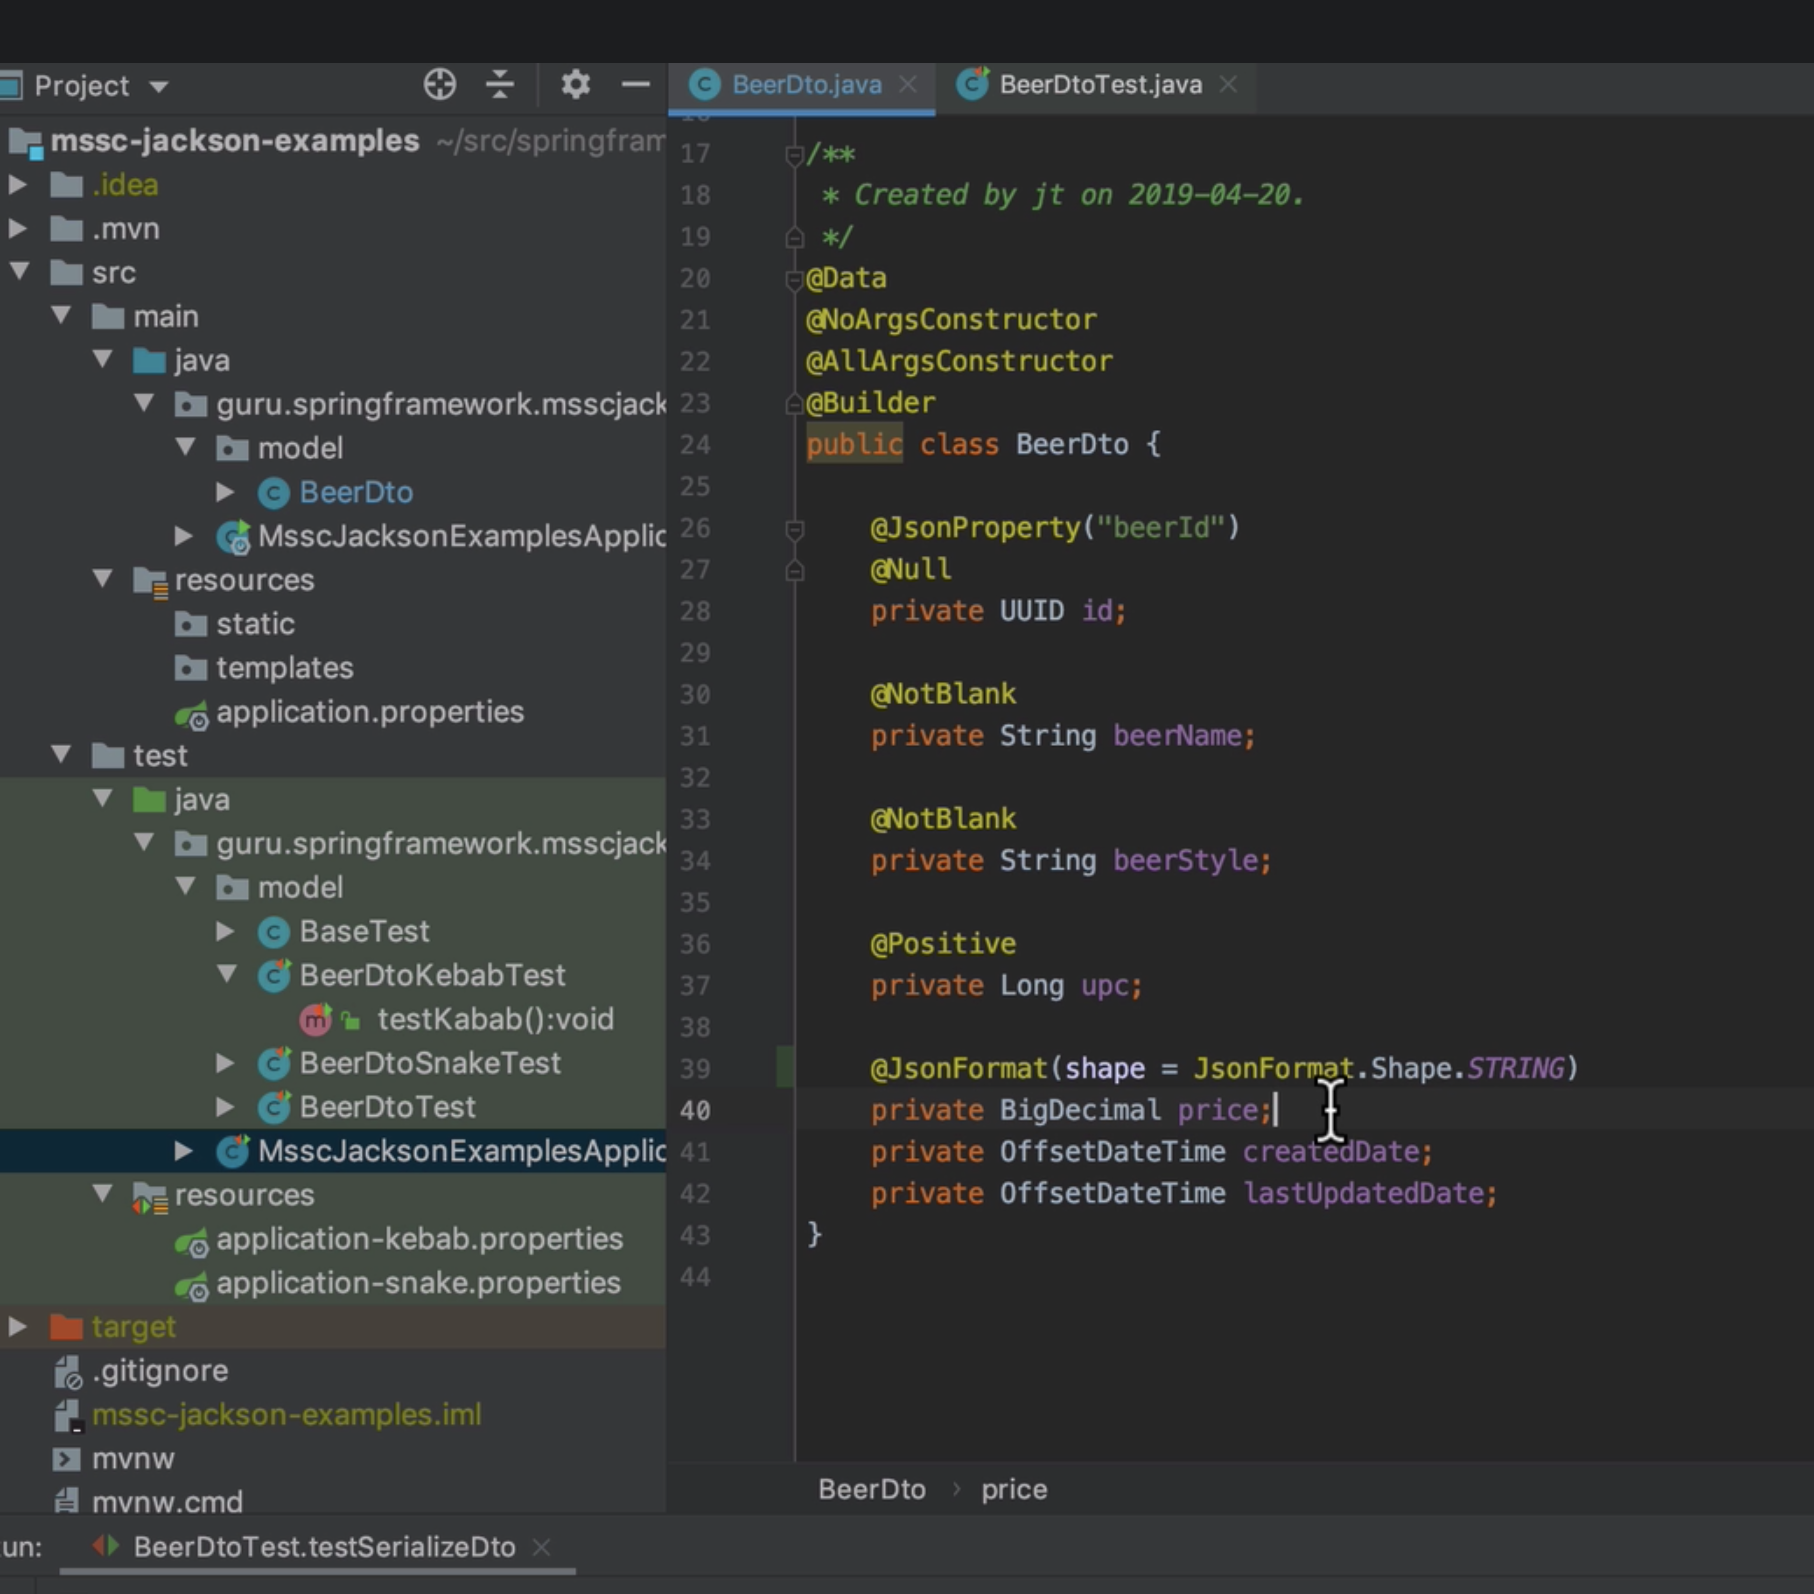 Project
mssc-jackson-examples ~/src/springfram
.idea
.mvn
src
main
java
guru.springframework.msscjack
model
BeerDto
MsscJacksonExamplesApplic
resources
static
templates
application.properties
test
java
guru.springframework.msscjack
model
BaseTest
BeerDtoKebabTest
testKabab():void
BeerDtoSnakeTest
BeerDtoTest
MsscJacksonExamplesApplic
resources
application-kebab.properties
application-snake.properties
target
.gitignore
mssc-jackson-examples.iml
mvnw
mvnw.cmd
BeerDto.java
BeerDtoTest.java
17 /**
18 * Created by jt on 2019-04-20.
19 */
20 @Data
21 @NoArgsConstructor
22 @AllArgsConstructor
23 @Builder
24 public class BeerDto {
25
26 @JsonProperty("beerId")
27 @Null
28 private UUID id;
29
30 @NotBlank
31 private String beerName;
32
33 @NotBlank
34 private String beerStyle;
35
36 @Positive
37 private Long upc;
38
39 @JsonFormat(shape = JsonFormat.Shape.STRING)
40 private BigDecimal price;
41 private OffsetDateTime createdDate;
42 private OffsetDateTime lastUpdatedDate;
43 }
44
BeerDto › price
un: BeerDtoTest.testSerializeDto